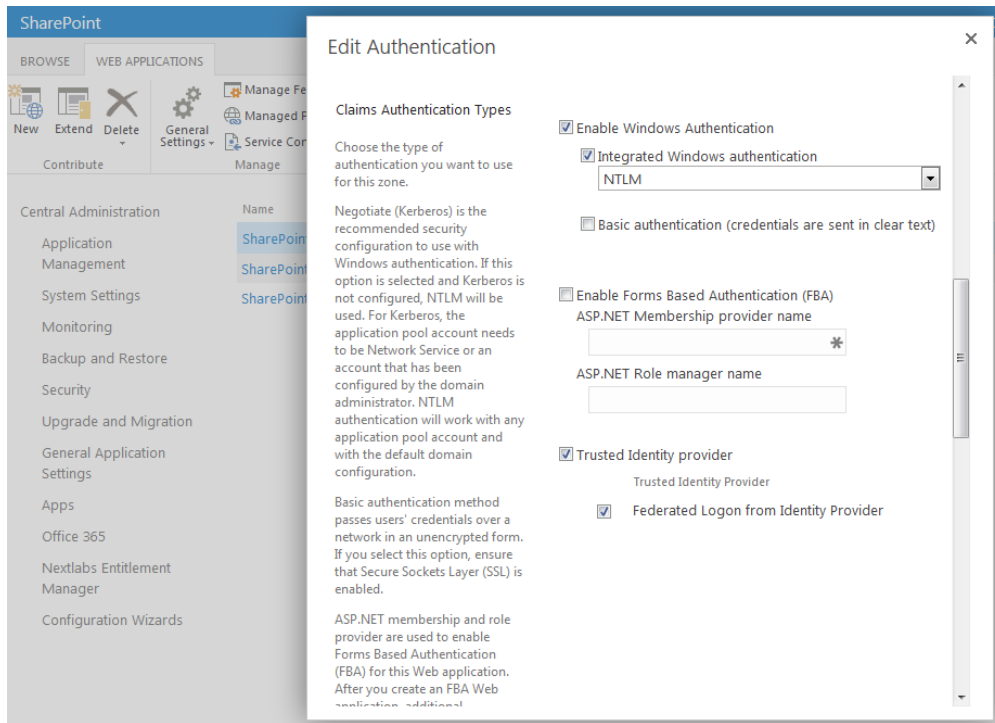 SharePoint
BROWSE
WEB APPLICATIONS
New
Extend
Delete
General
Settings
Manage Fe
Managed
Service Con
Contribute
Manage
Central Administration
Application
Management
System Settings
Monitoring
Backup and Restore
Security
Upgrade and Migration
General Application
Settings
Apps
Office 365
Nextlabs Entitlement
Manager
Configuration Wizards
Name
SharePoint
SharePoint
SharePoint
Edit Authentication
Claims Authentication Types
Choose the type of
authentication you want to use
for this zone.
Negotiate (Kerberos) is the
recommended security
configuration to use with
Windows authentication. If this
option is selected and Kerberos is
not configured, NTLM will be
used. For Kerberos, the
application pool account needs
to be Network Service or an
account that has been
configured by the domain
administrator. NTLM
authentication will work with any
application pool account and
with the default domain
configuration.
Basic authentication method
passes users' credentials over a
network in an unencrypted form.
If you select this option, ensure
that Secure Sockets Layer (SSL) is
enabled.
ASP.NET membership and role
provider are used to enable
Forms Based Authentication
(FBA) for this Web application.
After you create an FBA Web
application, additional
Enable Windows Authentication
Integrated Windows authentication
NTLM
Basic authentication (credentials are sent in clear text)
Enable Forms Based Authentication (FBA)
ASP.NET Membership provider name
ASP.NET Role manager name
Trusted Identity provider
Trusted Identity Provider
Federated Logon from Identity Provider